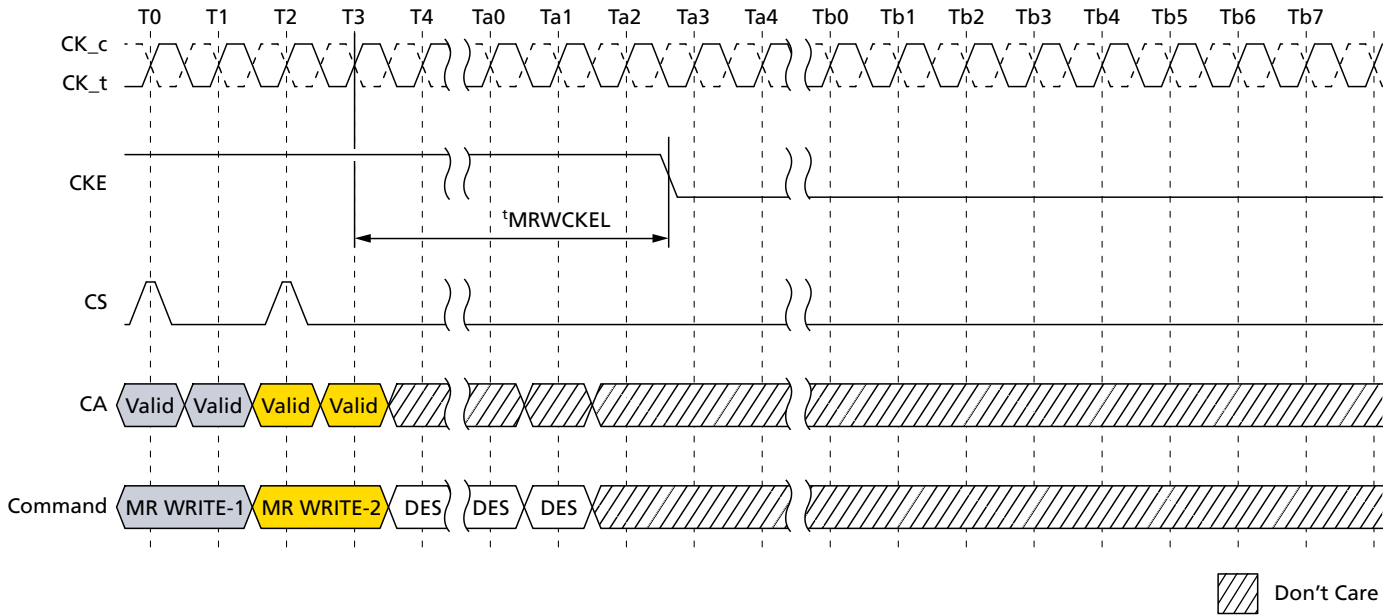 T0 T1 T2 T3 T4 Ta0 Ta1 Ta2 Ta3 Ta4 Tb0 Tb1 Tb2 Tb3 Tb4 Tb5 Tb6 Tb7
CK_c
CK_t
CKE
tMRWCKEL
CS
CA Valid Valid Valid Valid
Command MR WRITE-1 MR WRITE-2 DES DES DES
Don't Care